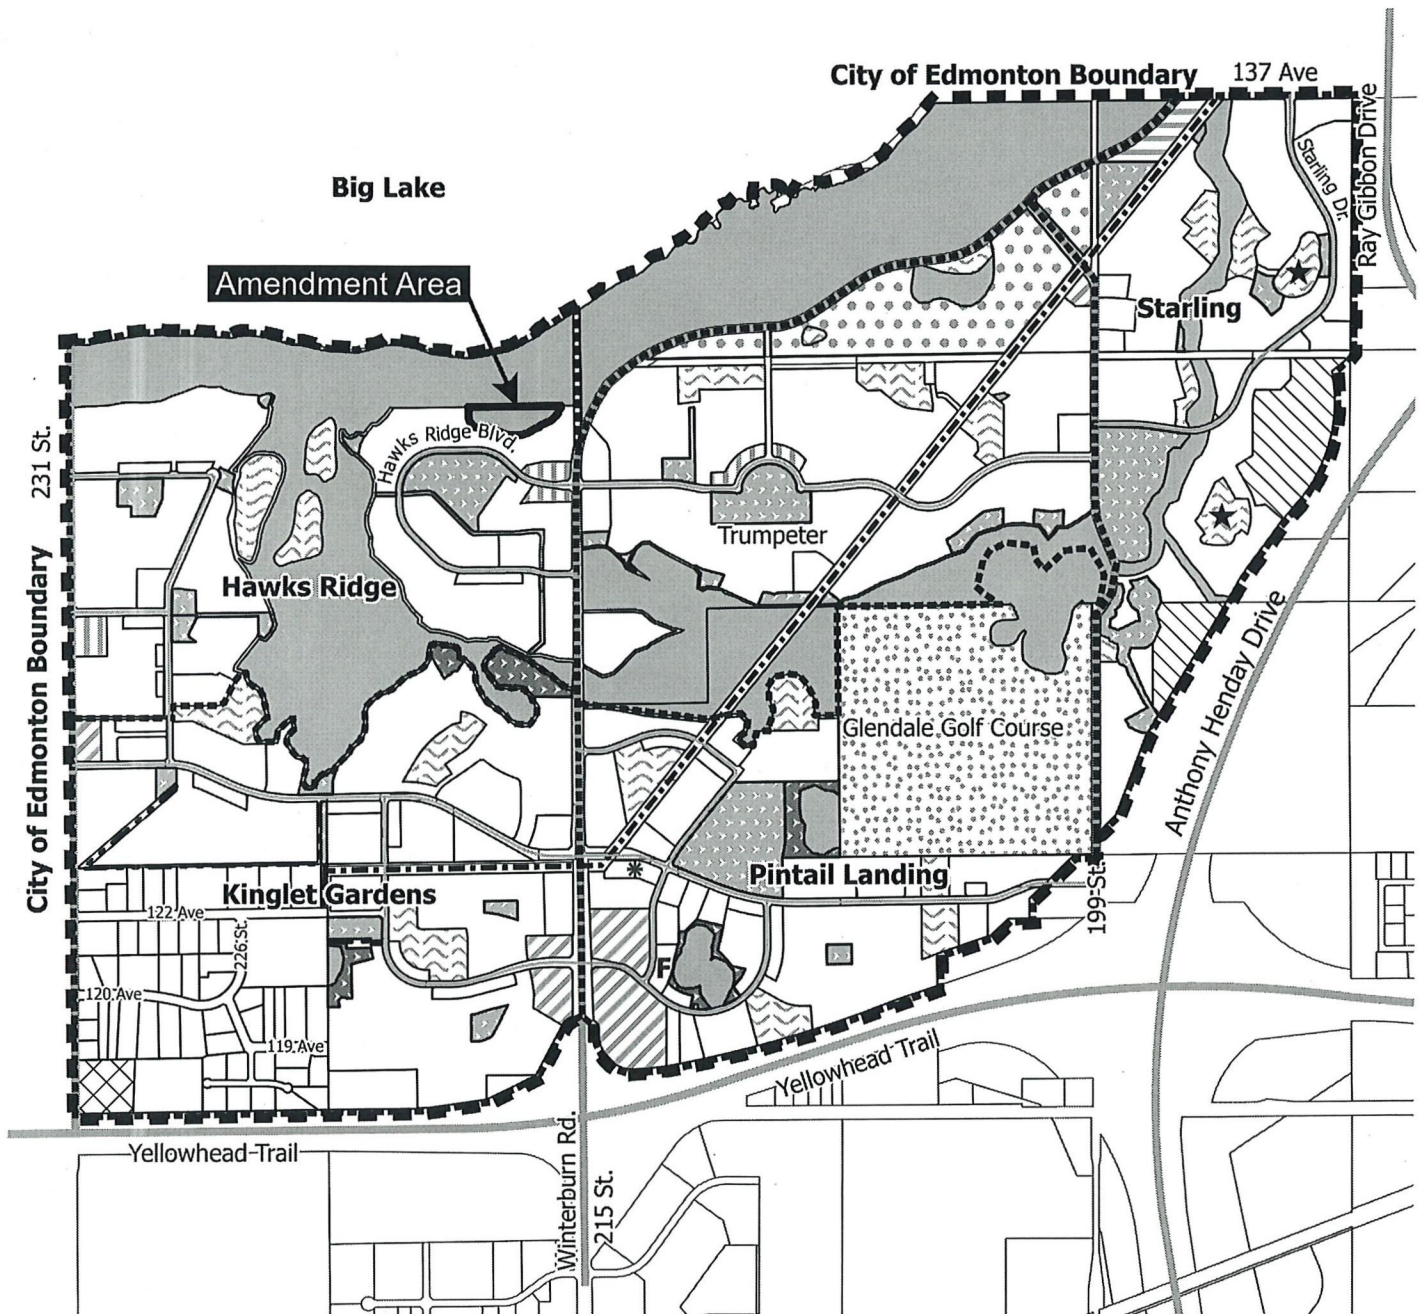 City of Edmonton Boundary
137 Ave
Ray Gibbon Drive
Starling Dr.
Big Lake
Amendment Area
Starling
231 St.
Hawks Ridge Blvd.
Trumpeter
Hawks Ridge
City of Edmonton Boundary
Glendale Golf Course
Anthony Henday Drive
Pintail Landing
Kinglet Gardens
199 St.
122 Ave
226 St.
F
120 Ave
119 Ave
Yellowhead Trail
Yellowhead Trail
Winterburn Rd.
215 St.